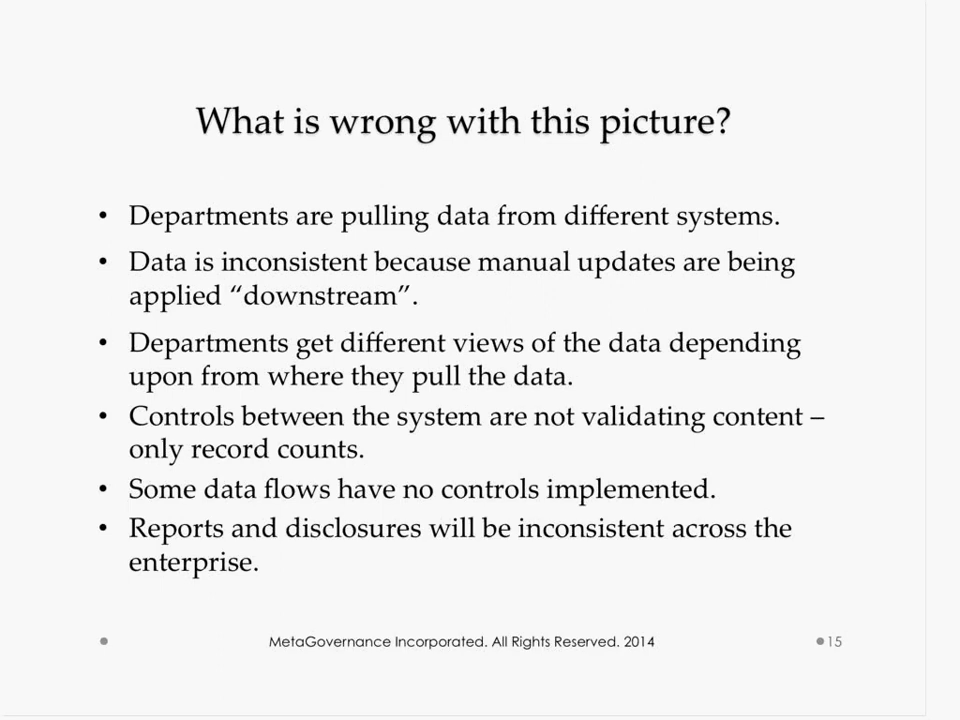 What is wrong with this picture?
• Departments are pulling data from different systems.
• Data is inconsistent because manual updates are being
applied “downstream”.
• Departments get different views of the data depending
upon from where they pull the data.
• Controls between the system are not validating content –
only record counts.
• Some data flows have no controls implemented.
• Reports and disclosures will be inconsistent across the
enterprise.
MetaGovernance Incorporated. All Rights Reserved. 2014
15